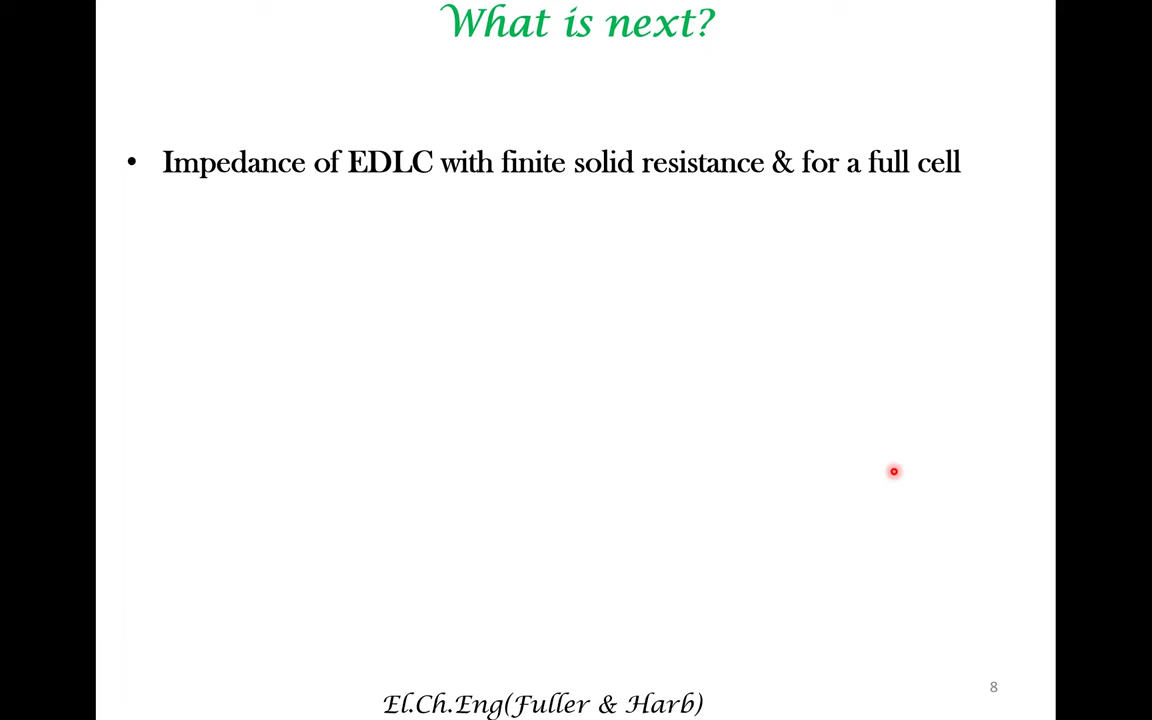 What is next?
• Impedance of EDLC with finite solid resistance & for a full cell
El.Ch.Eng(Fuller & Harb)
8